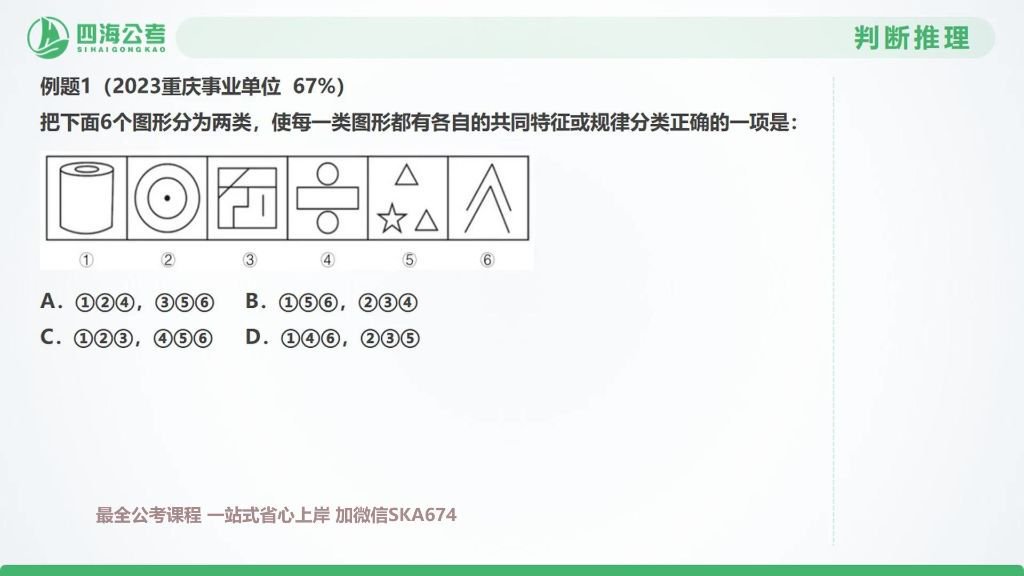 四海公考
SIHAIGONGKAO
判断推理
例题1（2023重庆事业单位 67%）
把下面6个图形分为两类，使每一类图形都有各自的共同特征或规律分类正确的一项是：
① ② ③ ④ ⑤ ⑥
A. ①②④，③⑤⑥ B. ①⑤⑥，②③④
C. ①②③，④⑤⑥ D. ①④⑥，②③⑤
最全公考课程 一站式省心上岸 加微信SKA674